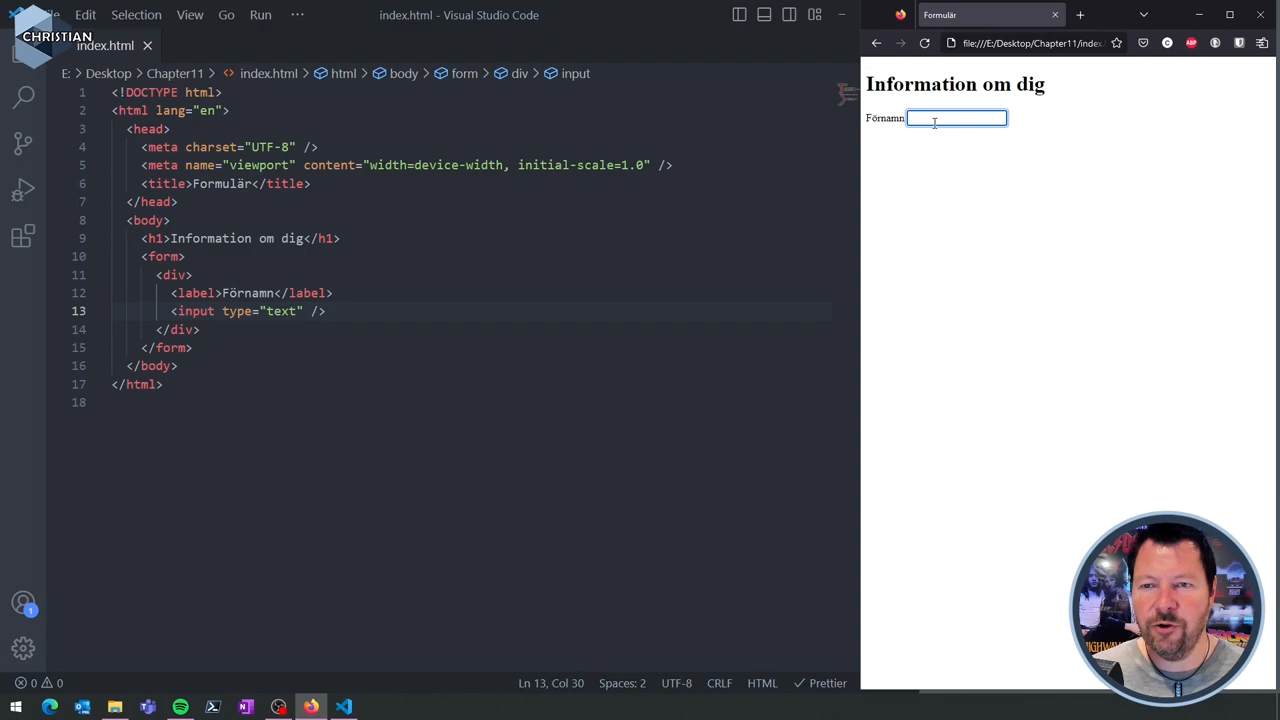 CHRISTIAN
Edit Selection View Go Run ··· index.html - Visual Studio Code
index.html
E: > Desktop > Chapter11 > index.html > html > body > form > div > input
1 <!DOCTYPE html>
2 <html lang="en">
3 <head>
4 <meta charset="UTF-8" />
5 <meta name="viewport" content="width=device-width, initial-scale=1.0" />
6 <title>Formulär</title>
7 </head>
8 <body>
9 <h1>Information om dig</h1>
10 <form>
11 <div>
12 <label>Förnamn</label>
13 <input type="text" />
14 </div>
15 </form>
16 </body>
17 </html>
18
1
0 0
Ln 13, Col 30 Spaces: 2 UTF-8 CRLF HTML Prettier
Formulär
file:///E:/Desktop/Chapter11/index.
ABP
Information om dig
Förnamn
HIGHWAY